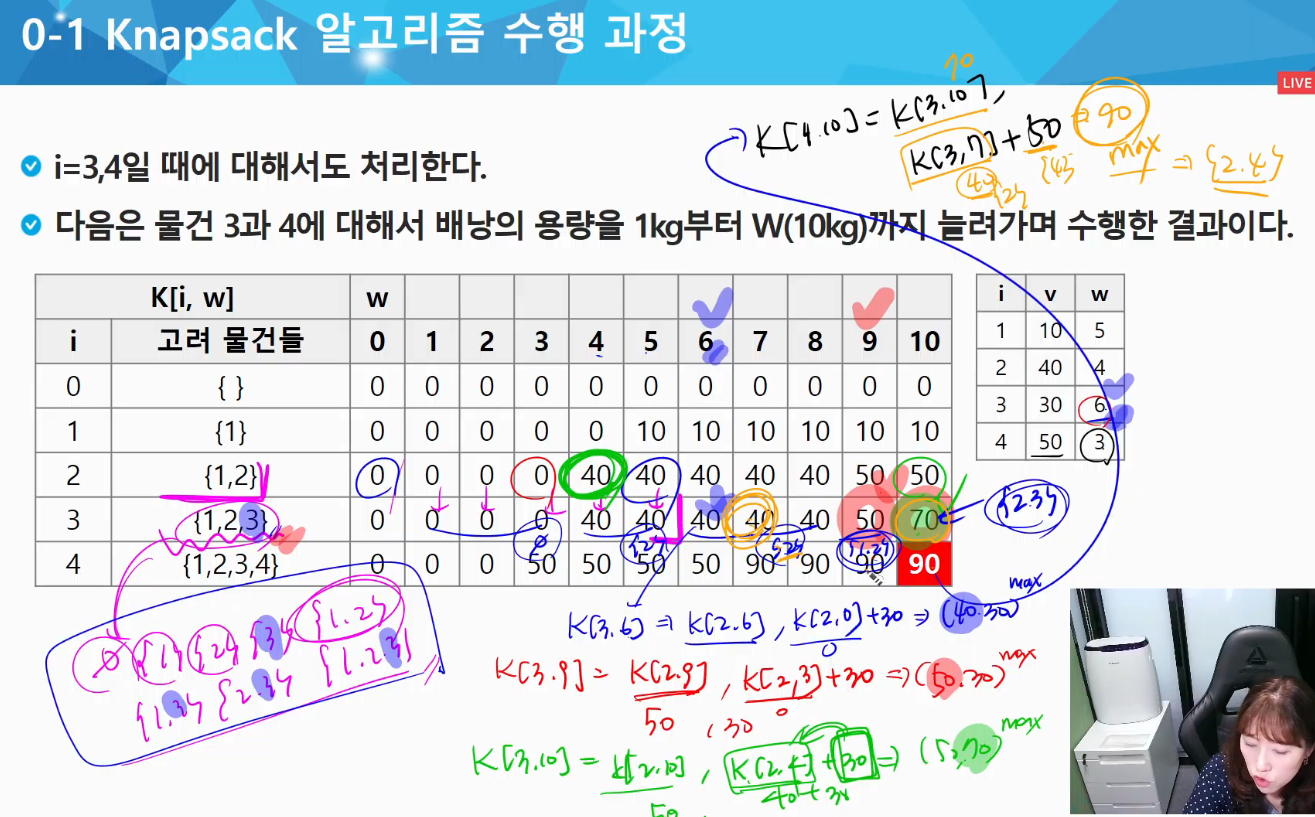 0-1 Knapsack 알고리즘 수행 과정
LIVE
70
K[4.10] = K[3.10],
K[3,7]+50 ⇒ 90
40 {2} {4} max ⇒ {2.4}
i=3,4일 때에 대해서도 처리한다.
다음은 물건 3과 4에 대해서 배낭의 용량을 1kg부터 W(10kg)까지 늘려가며 수행한 결과이다.
K[i, w] w
i 고려 물건들 0 1 2 3 4 5 6 7 8 9 10
0 { } 0 0 0 0 0 0 0 0 0 0 0
1 {1} 0 0 0 0 0 10 10 10 10 10 10
2 {1,2} 0 0 0 0 40 40 40 40 40 50 50
3 {1,2,3} 0 0 0 0 40 40 40 40 40 50 70
4 {1,2,3,4} 0 0 0 50 50 50 50 90 90 90 90
i v w
1 10 5
2 40 4
3 30 6
4 50 3
{2.3}
∅ {2} {2} {1.2}
∅ {1} {2} {3} {1.2}
{1.3} {2.3} {1.2.3}
K[3.6] ⇒ K[2.6], K[2,0]+30 ⇒ (40.30) max
0
K[3.9] = K[2.9], K[2,3]+30 ⇒ (50.30) max
50 , 30 0
K[3.10] = K[2.10], K[2.4]+30 ⇒ (50,70) max
50 40+30